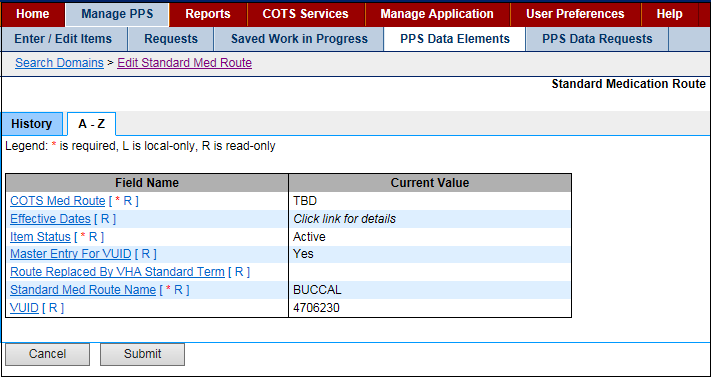 Home Manage PPS Reports COTS Services Manage Application User Preferences Help
Enter / Edit Items Requests Saved Work in Progress PPS Data Elements PPS Data Requests
Search Domains > Edit Standard Med Route
Standard Medication Route
History A - Z
Legend: * is required, L is local-only, R is read-only
Field Name Current Value
COTS Med Route [ * R ] TBD
Effective Dates [ R ] Click link for details
Item Status [ * R ] Active
Master Entry For VUID [ R ] Yes
Route Replaced By VHA Standard Term [ R ]
Standard Med Route Name [ * R ] BUCCAL
VUID [ R ] 4706230
Cancel Submit